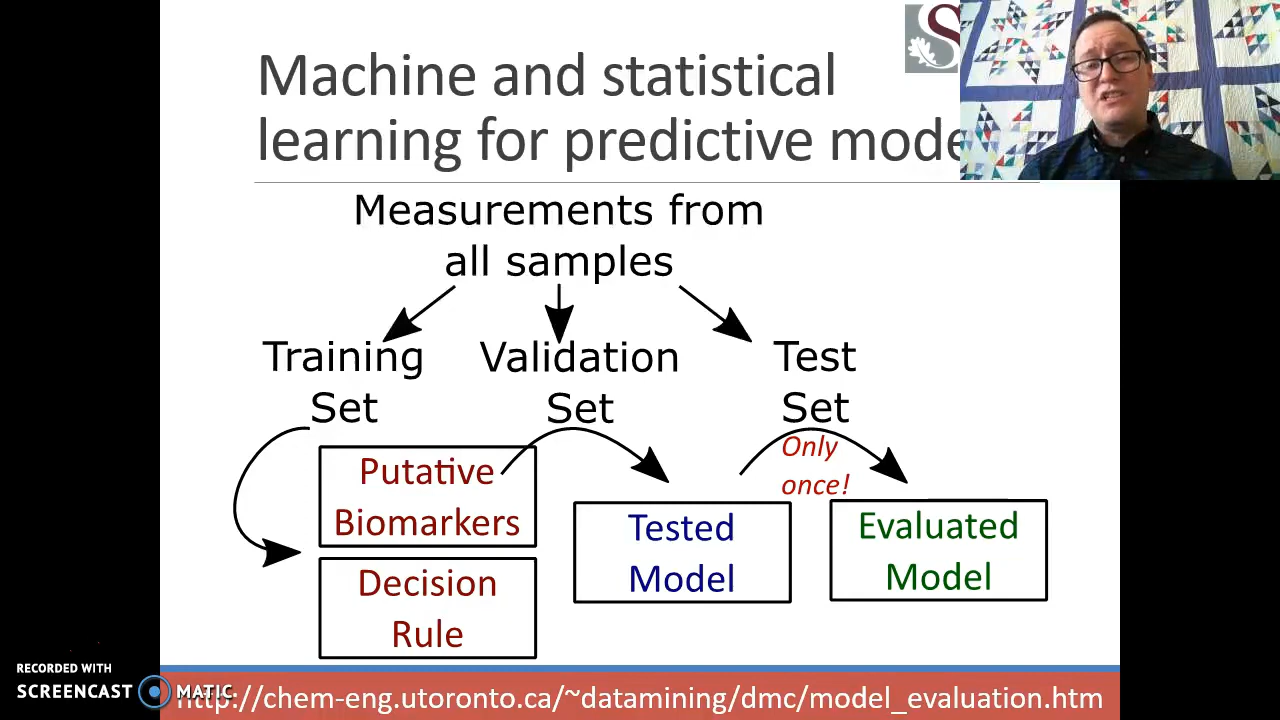 Machine and statistical
learning for predictive mode
S
Measurements from
all samples
Training
Set
Validation
Set
Test
Set
Only
once!
Putative
Biomarkers
Decision
Rule
Tested
Model
Evaluated
Model
RECORDED WITH
SCREENCAST MATIC
http://chem-eng.utoronto.ca/~datamining/dmc/model_evaluation.htm